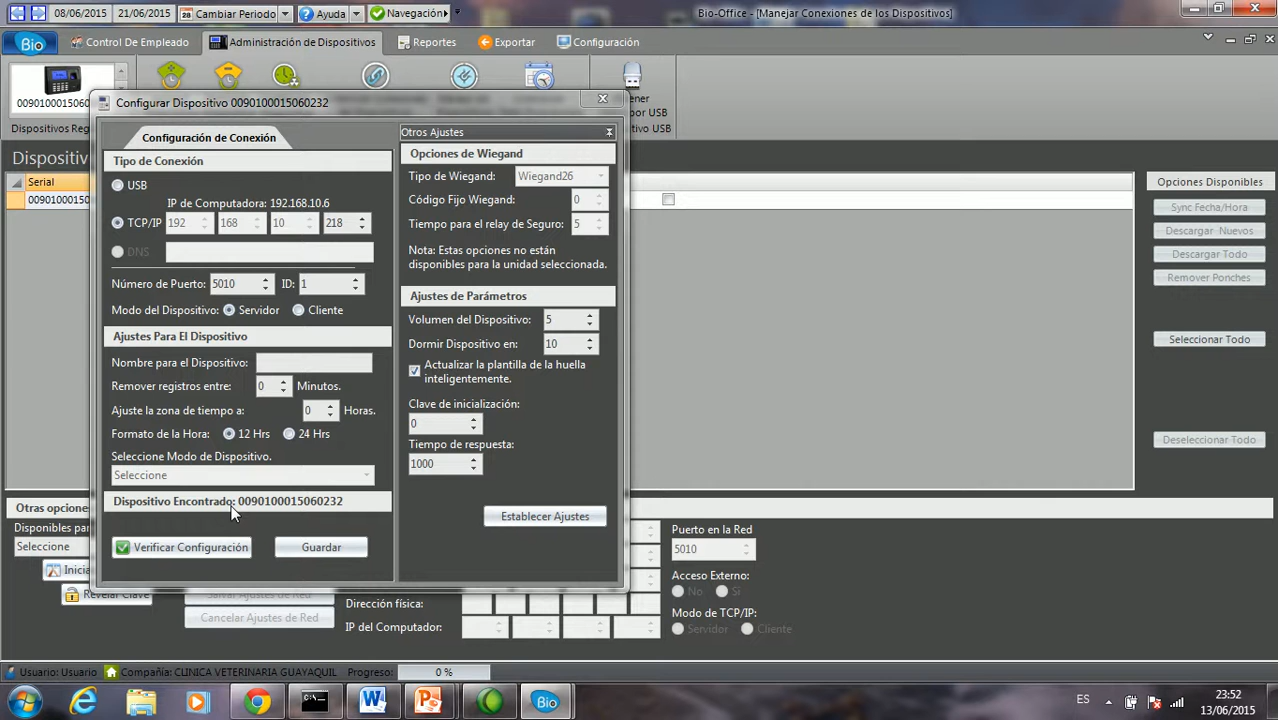 08/06/2015 21/06/2015 Cambiar Periodo Ayuda Navegación Bio-Office - [Manejar Conexiones de los Dispositivos]
Bio Control De Empleado Administración de Dispositivos Reportes Exportar Configuración
ener
por USB
Dispositivos Reg
tivo USB
Configurar Dispositivo 0090100015060232
Configuración de Conexión
Tipo de Conexión
USB
IP de Computadora: 192.168.10.6
TCP/IP 192 168 10 218
DNS
Número de Puerto: 5010 ID: 1
Modo del Dispositivo: Servidor Cliente
Ajustes Para El Dispositivo
Nombre para el Dispositivo:
Remover registros entre: 0 Minutos.
Ajuste la zona de tiempo a: 0 Horas.
Formato de la Hora: 12 Hrs 24 Hrs
Seleccione Modo de Dispositivo.
Seleccione
Dispositivo Encontrado: 0090100015060232
Verificar Configuración Guardar
Otros Ajustes
Opciones de Wiegand
Tipo de Wiegand: Wiegand26
Código Fijo Wiegand: 0
Tiempo para el relay de Seguro: 5
Nota: Estas opciones no están
disponibles para la unidad seleccionada.
Ajustes de Parámetros
Volumen del Dispositivo: 5
Dormir Dispositivo en: 10
Actualizar la plantilla de la huella
inteligentemente.
Clave de inicialización:
0
Tiempo de respuesta:
1000
Establecer Ajustes
Dispositiv
Serial
009010001
Opciones Disponibles
Sync Fecha/Hora
Descargar Nuevos
Descargar Todo
Remover Ponches
Seleccionar Todo
Deseleccionar Todo
Otras opcione
Disponibles par
Seleccione
Inicia
Revelar Clave
Salvar Ajustes de Red
Cancelar Ajustes de Red
Dirección física:
IP del Computador:
Puerto en la Red
5010
Acceso Externo:
No Si
Modo de TCP/IP:
Servidor Cliente
Usuario: Usuario Compañía: CLINICA VETERINARIA GUAYAQUIL Progreso: 0 %
Bio
ES
23:52
13/06/2015